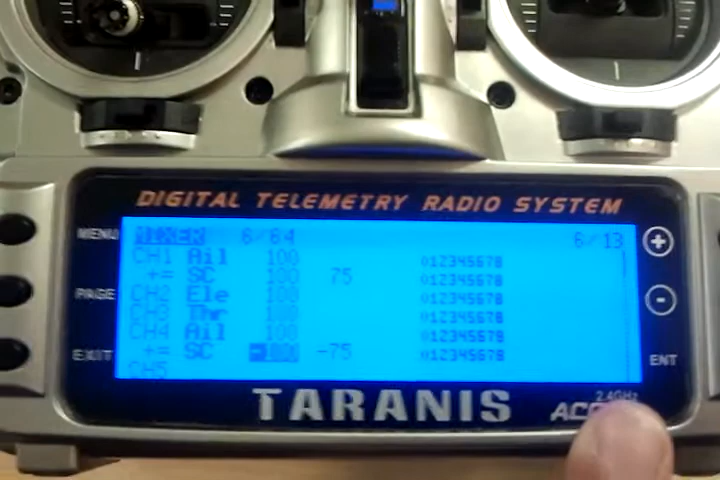 DIGITAL TELEMETRY RADIO SYSTEM
MENU
PAGE
EXIT
MIXER 6/64 6/13
CH1 Ail 100 012345678
+= SC 100 75 012345678
CH2 Ele 100 012345678
CH3 Thr 100 012345678
CH4 Ail 100 012345678
+= SC -100 -75 012345678
CH5
+
-
ENT
TARANIS
2.4GHz